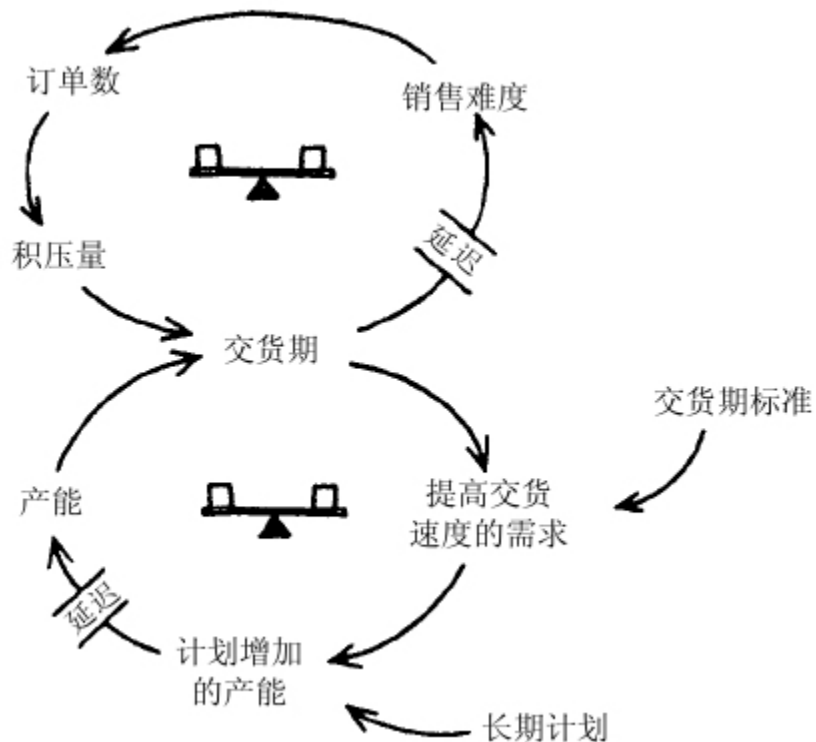 订单数
销售难度
积压量
延迟
交货期
交货期标准
产能
提高交货
速度的需求
延迟
计划增加
的产能
长期计划